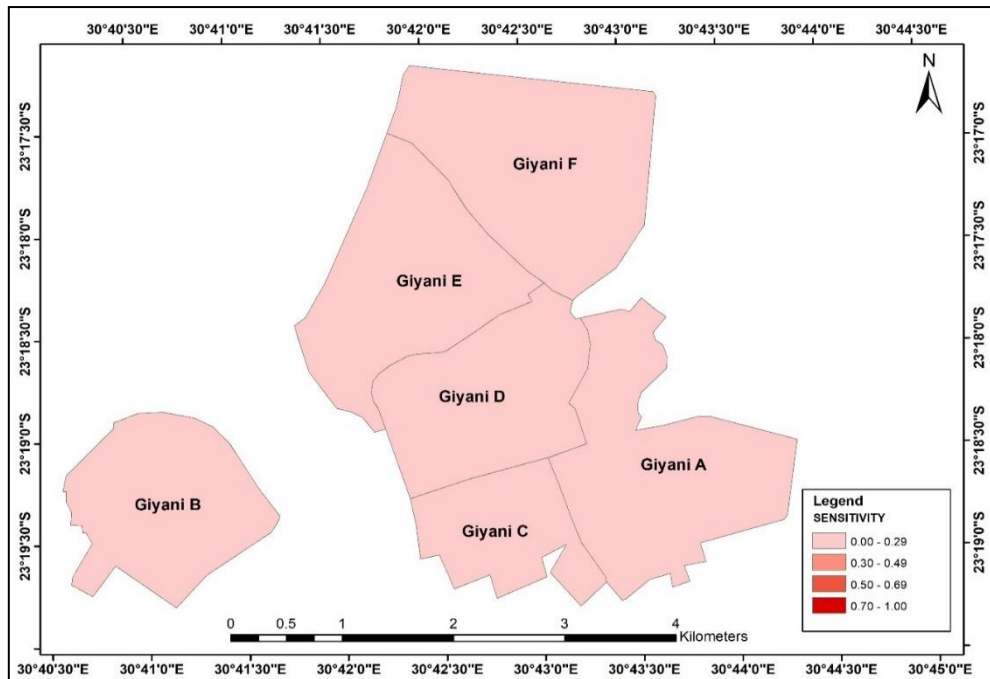 30°40'30"E 30°41'0"E 30°41'30"E 30°42'0"E 30°42'30"E 30°43'0"E 30°43'30"E 30°44'0"E 30°44'30"E
N
23°17'30"S
23°18'0"S
23°18'30"S
23°19'0"S
23°19'30"S
Giyani F
Giyani E
Giyani D
Giyani A
Giyani B
Giyani C
23°17'0"S
23°17'30"S
23°18'0"S
23°18'30"S
23°19'0"S
Legend
SENSITIVITY
0.00 - 0.29
0.30 - 0.49
0.50 - 0.69
0.70 - 1.00
0 0.5 1 2 3 4
Kilometers
30°40'30"E 30°41'0"E 30°41'30"E 30°42'0"E 30°42'30"E 30°43'0"E 30°43'30"E 30°44'0"E 30°44'30"E 30°45'0"E